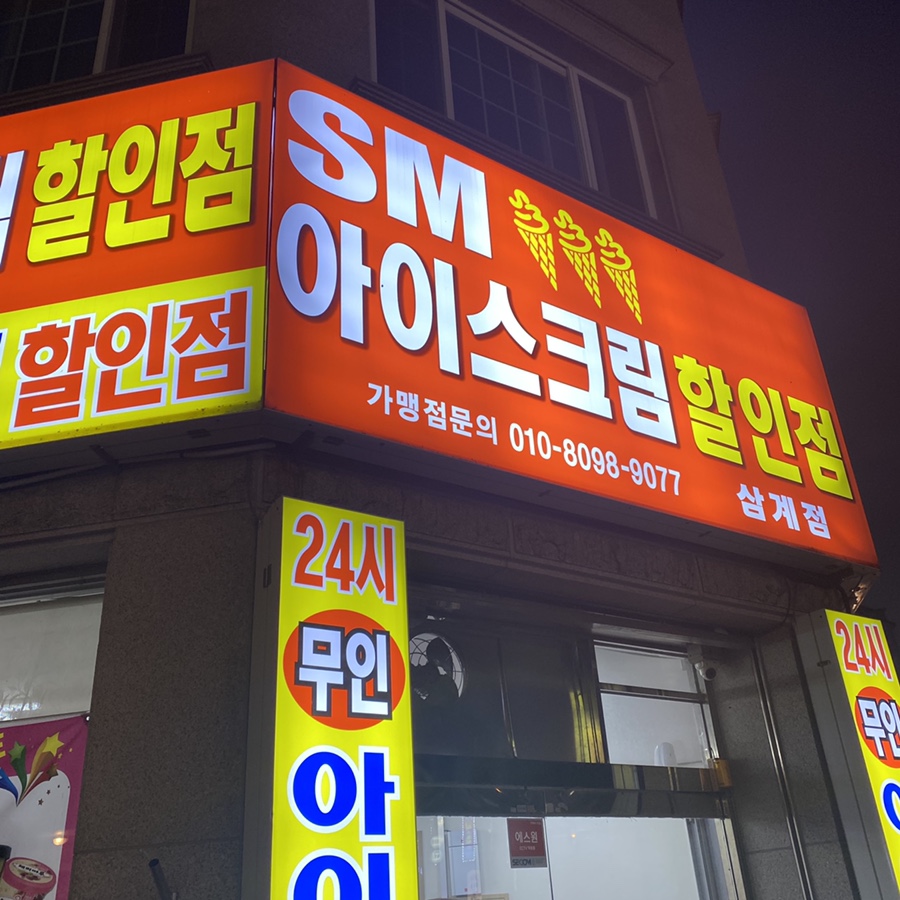 할인점
할인점
SM
아이스크림 할인점
가맹점문의 010-8098-9077
삼계점
24시
무인
아
이
24시
무인
에스원
SECOM